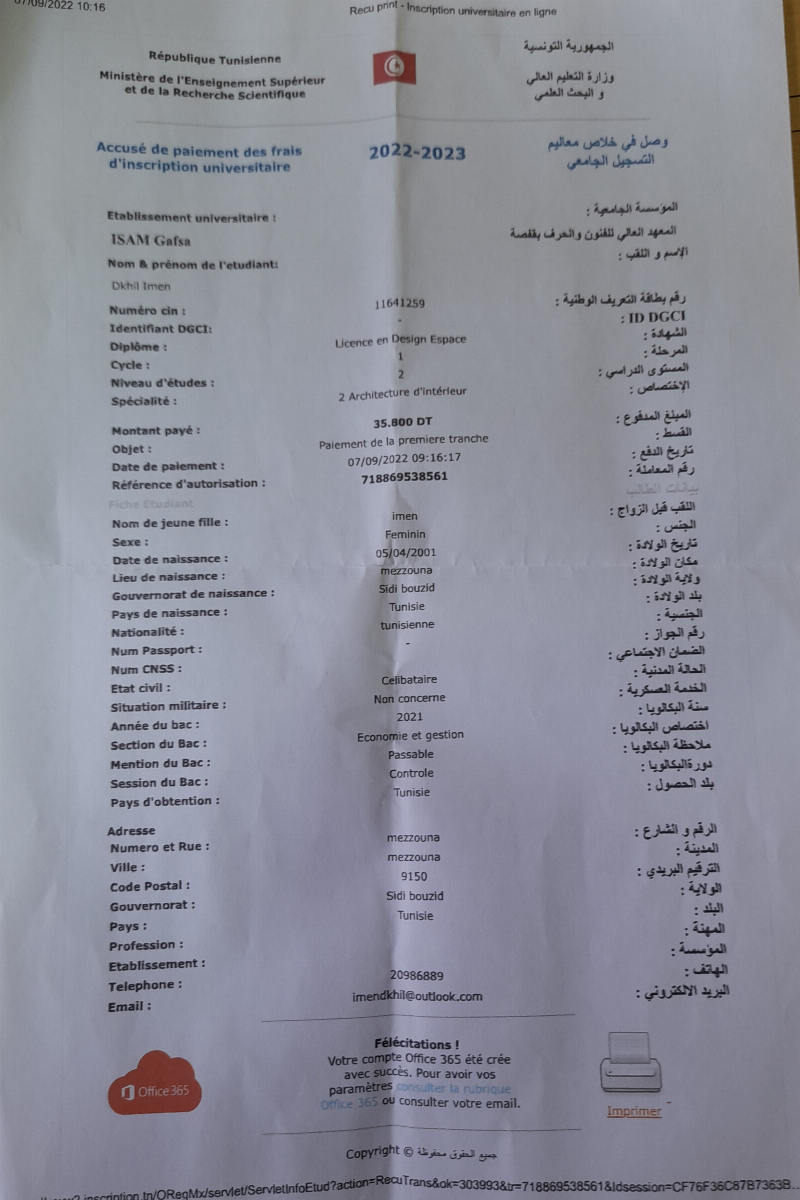 07/09/2022 10:16
Recu print - Inscription universitaire en ligne
République Tunisienne
الجمهورية التونسية
Ministère de l'Enseignement Supérieur
et de la Recherche Scientifique
وزارة التعليم العالي
و البحث العلمي
Accusé de paiement des frais
d'inscription universitaire
2022-2023
وصل في خلاص معاليم
التسجيل الجامعي
Etablissement universitaire :
المؤسسة الجامعية :
ISAM Gafsa
المعهد العالي للفنون والحرف بقفصة
Nom & prénom de l'etudiant:
الإسم و اللقب :
Dkhil Imen
Numéro cin :
11641259
رقم بطاقة التعريف الوطنية :
Identifiant DGCI:
-
ID DGCI :
Diplôme :
Licence en Design Espace
الشهادة :
Cycle :
1
المرحلة :
Niveau d'études :
2
المستوى الدراسي :
Spécialité :
2 Architecture d'intérieur
الإختصاص :
Montant payé :
35.800 DT
المبلغ المدفوع :
Objet :
Paiement de la premiere tranche
القسط :
Date de paiement :
07/09/2022 09:16:17
تاريخ الدفع :
Référence d'autorisation :
718869538561
رقم المعاملة :
Fiche Etudiant
بيانات الطالب
Nom de jeune fille :
imen
اللقب قبل الزواج :
Sexe :
Feminin
الجنس :
Date de naissance :
05/04/2001
تاريخ الولادة :
Lieu de naissance :
mezzouna
مكان الولادة :
Gouvernorat de naissance :
Sidi bouzid
ولاية الولادة :
Pays de naissance :
Tunisie
بلد الولادة :
Nationalité :
tunisienne
الجنسية :
Num Passport :
-
رقم الجواز :
Num CNSS :
الضمان الاجتماعي :
Etat civil :
Celibataire
الحالة المدنية :
Situation militaire :
Non concerne
الخدمة العسكرية :
Année du bac :
2021
سنة البكالويا :
Section du Bac :
Economie et gestion
اختصاص البكالويا :
Mention du Bac :
Passable
ملاحظة البكالويا :
Session du Bac :
Controle
دورةالبكالويا :
Pays d'obtention :
Tunisie
بلد الحصول :
Adresse
Numero et Rue :
mezzouna
الرقم و الشارع :
Ville :
mezzouna
المدينة :
Code Postal :
9150
الترقيم البريدي :
Gouvernorat :
Sidi bouzid
الولاية :
Pays :
Tunisie
البلد :
Profession :
المهنة :
Etablissement :
المؤسسة :
Telephone :
20986889
الهاتف :
Email :
imendkhil@outlook.com
البريد الالكتروني :
Félécitations !
Votre compte Office 365 été crée
avec succès. Pour avoir vos
paramètres consulter la rubrique
Office 365 ou consulter votre email.
Office 365
Imprimer
Copyright © جميع الحقوق محفوظة
2.inscription.tn/OReqMx/servlet/ServletInfoEtud?action=RecuTrans&ok=303993&tr=718869538561&Idsession=CF76F36C87B7363B...